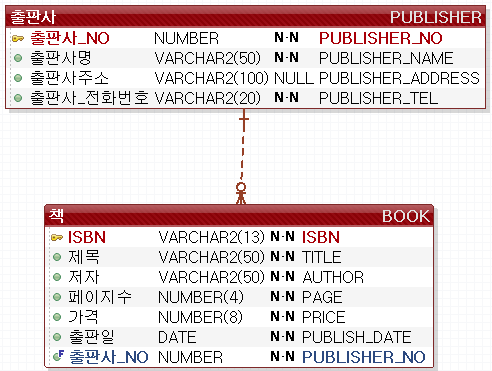 출판사 PUBLISHER
출판사_NO NUMBER N-N PUBLISHER_NO
출판사명 VARCHAR2(50) N-N PUBLISHER_NAME
출판사주소 VARCHAR2(100) NULL PUBLISHER_ADDRESS
출판사_전화번호 VARCHAR2(20) N-N PUBLISHER_TEL
책 BOOK
ISBN VARCHAR2(13) N-N ISBN
제목 VARCHAR2(50) N-N TITLE
저자 VARCHAR2(50) N-N AUTHOR
페이지수 NUMBER(4) N-N PAGE
가격 NUMBER(8) N-N PRICE
출판일 DATE N-N PUBLISH_DATE
F 출판사_NO NUMBER N-N PUBLISHER_NO